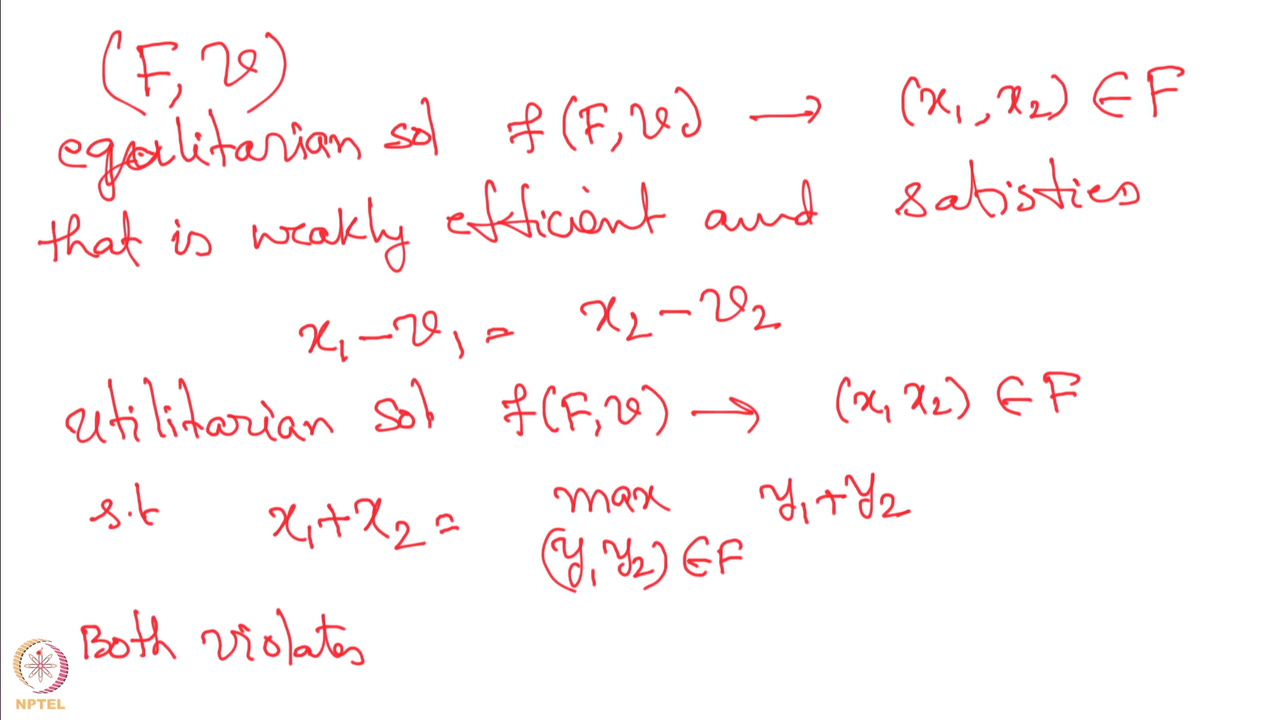 (F, v)
egalitarian sol f(F, v) → (x₁, x₂) ∈ F
that is weakly efficient and satisfies
x₁ - v₁ = x₂ - v₂
utilitarian sol f(F, v) → (x₁ x₂) ∈ F
s.t x₁ + x₂ = max y₁ + y₂
(y₁ y₂) ∈ F
Both violates
NPTEL